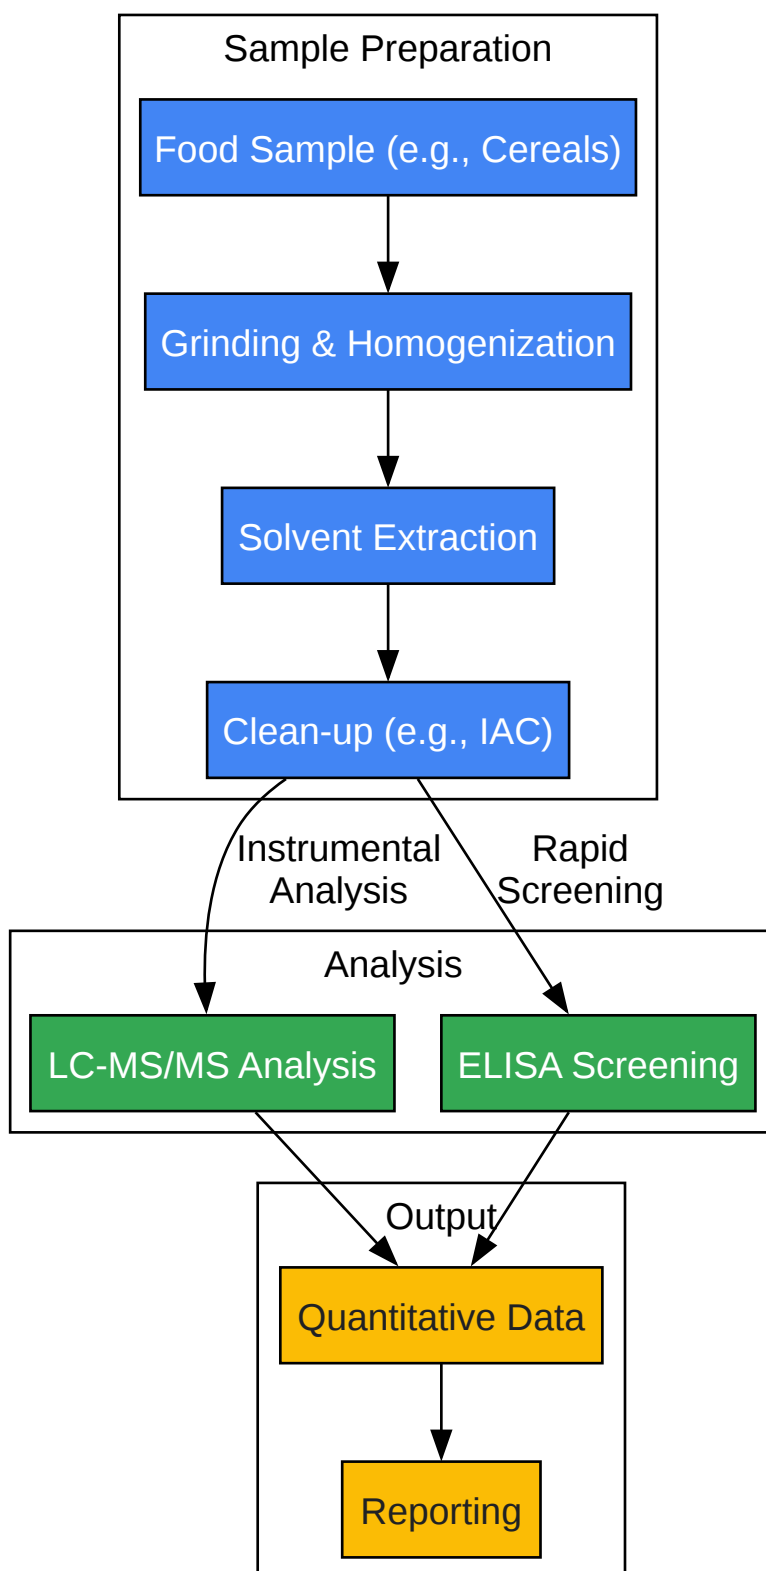 Sample Preparation
Food Sample (e.g., Cereals)
Grinding & Homogenization
Solvent Extraction
Clean-up (e.g., IAC)
Instrumental
Analysis
Rapid
Screening
Analysis
LC-MS/MS Analysis
ELISA Screening
Output
Quantitative Data
Reporting